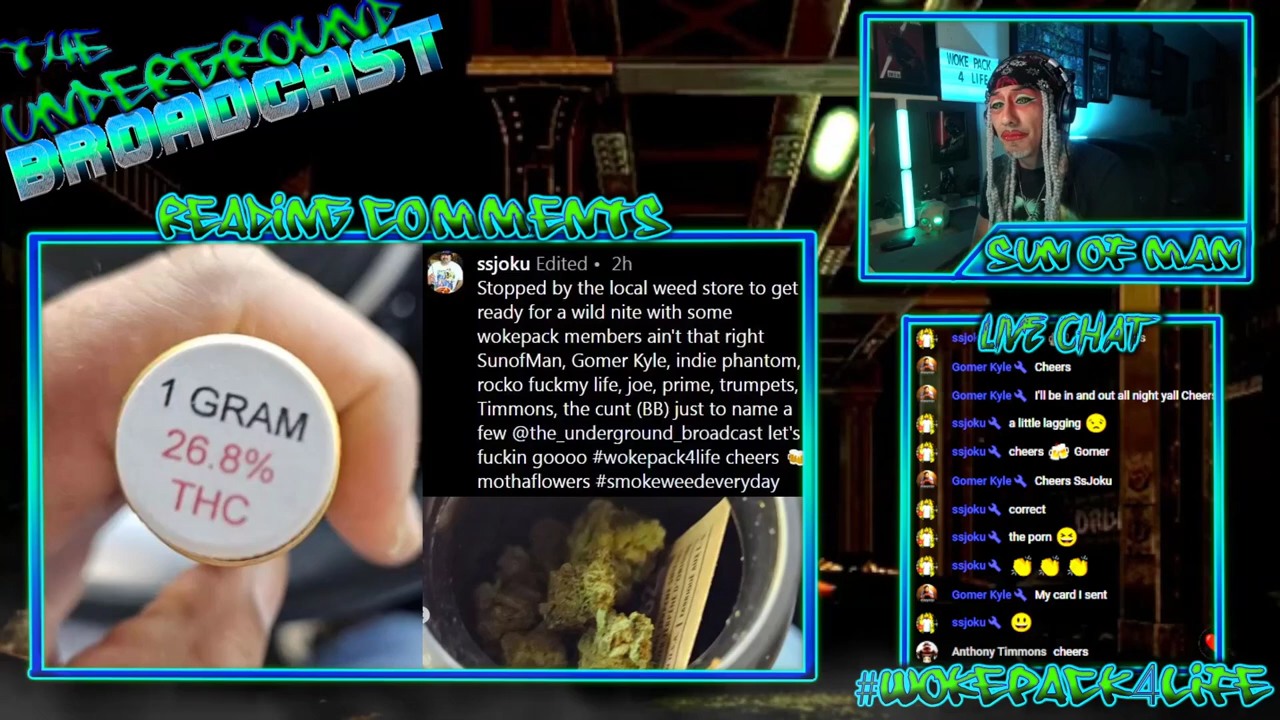 THE
UNDERGROUND
BROADCAST
WOKE PACK
4 LIFE
SUN OF MAN
READING COMMENTS
1 GRAM
26.8%
THC
ssjoku Edited • 2h
Stopped by the local weed store to get
ready for a wild nite with some
wokepack members ain't that right
SunofMan, Gomer Kyle, indie phantom,
rocko fuckmy life, joe, prime, trumpets,
Timmons, the cunt (BB) just to name a
few @the_underground_broadcast let's
fuckin goooo #wokepack4life cheers 🍻
mothaflowers #smokeweedeveryday
LIVE CHAT
Gomer Kyle Cheers
Gomer Kyle I'll be in and out all night yall Cheers
ssjoku a little lagging 😒
ssjoku cheers 🍻 Gomer
Gomer Kyle Cheers SsJoku
ssjoku correct
ssjoku the porn 😆
ssjoku 👏 👏 👏
Gomer Kyle My card I sent
ssjoku 😃
Anthony Timmons cheers
#WOKEPACK4LIFE